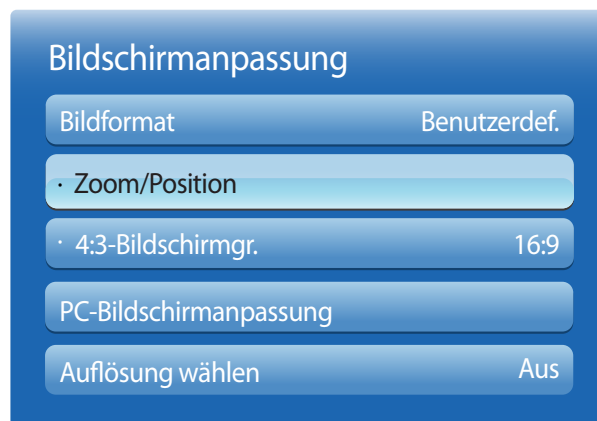 Bildschirmanpassung
Bildformat Benutzerdef.
· Zoom/Position
· 4:3-Bildschirmgr. 16:9
PC-Bildschirmanpassung
Auflösung wählen Aus